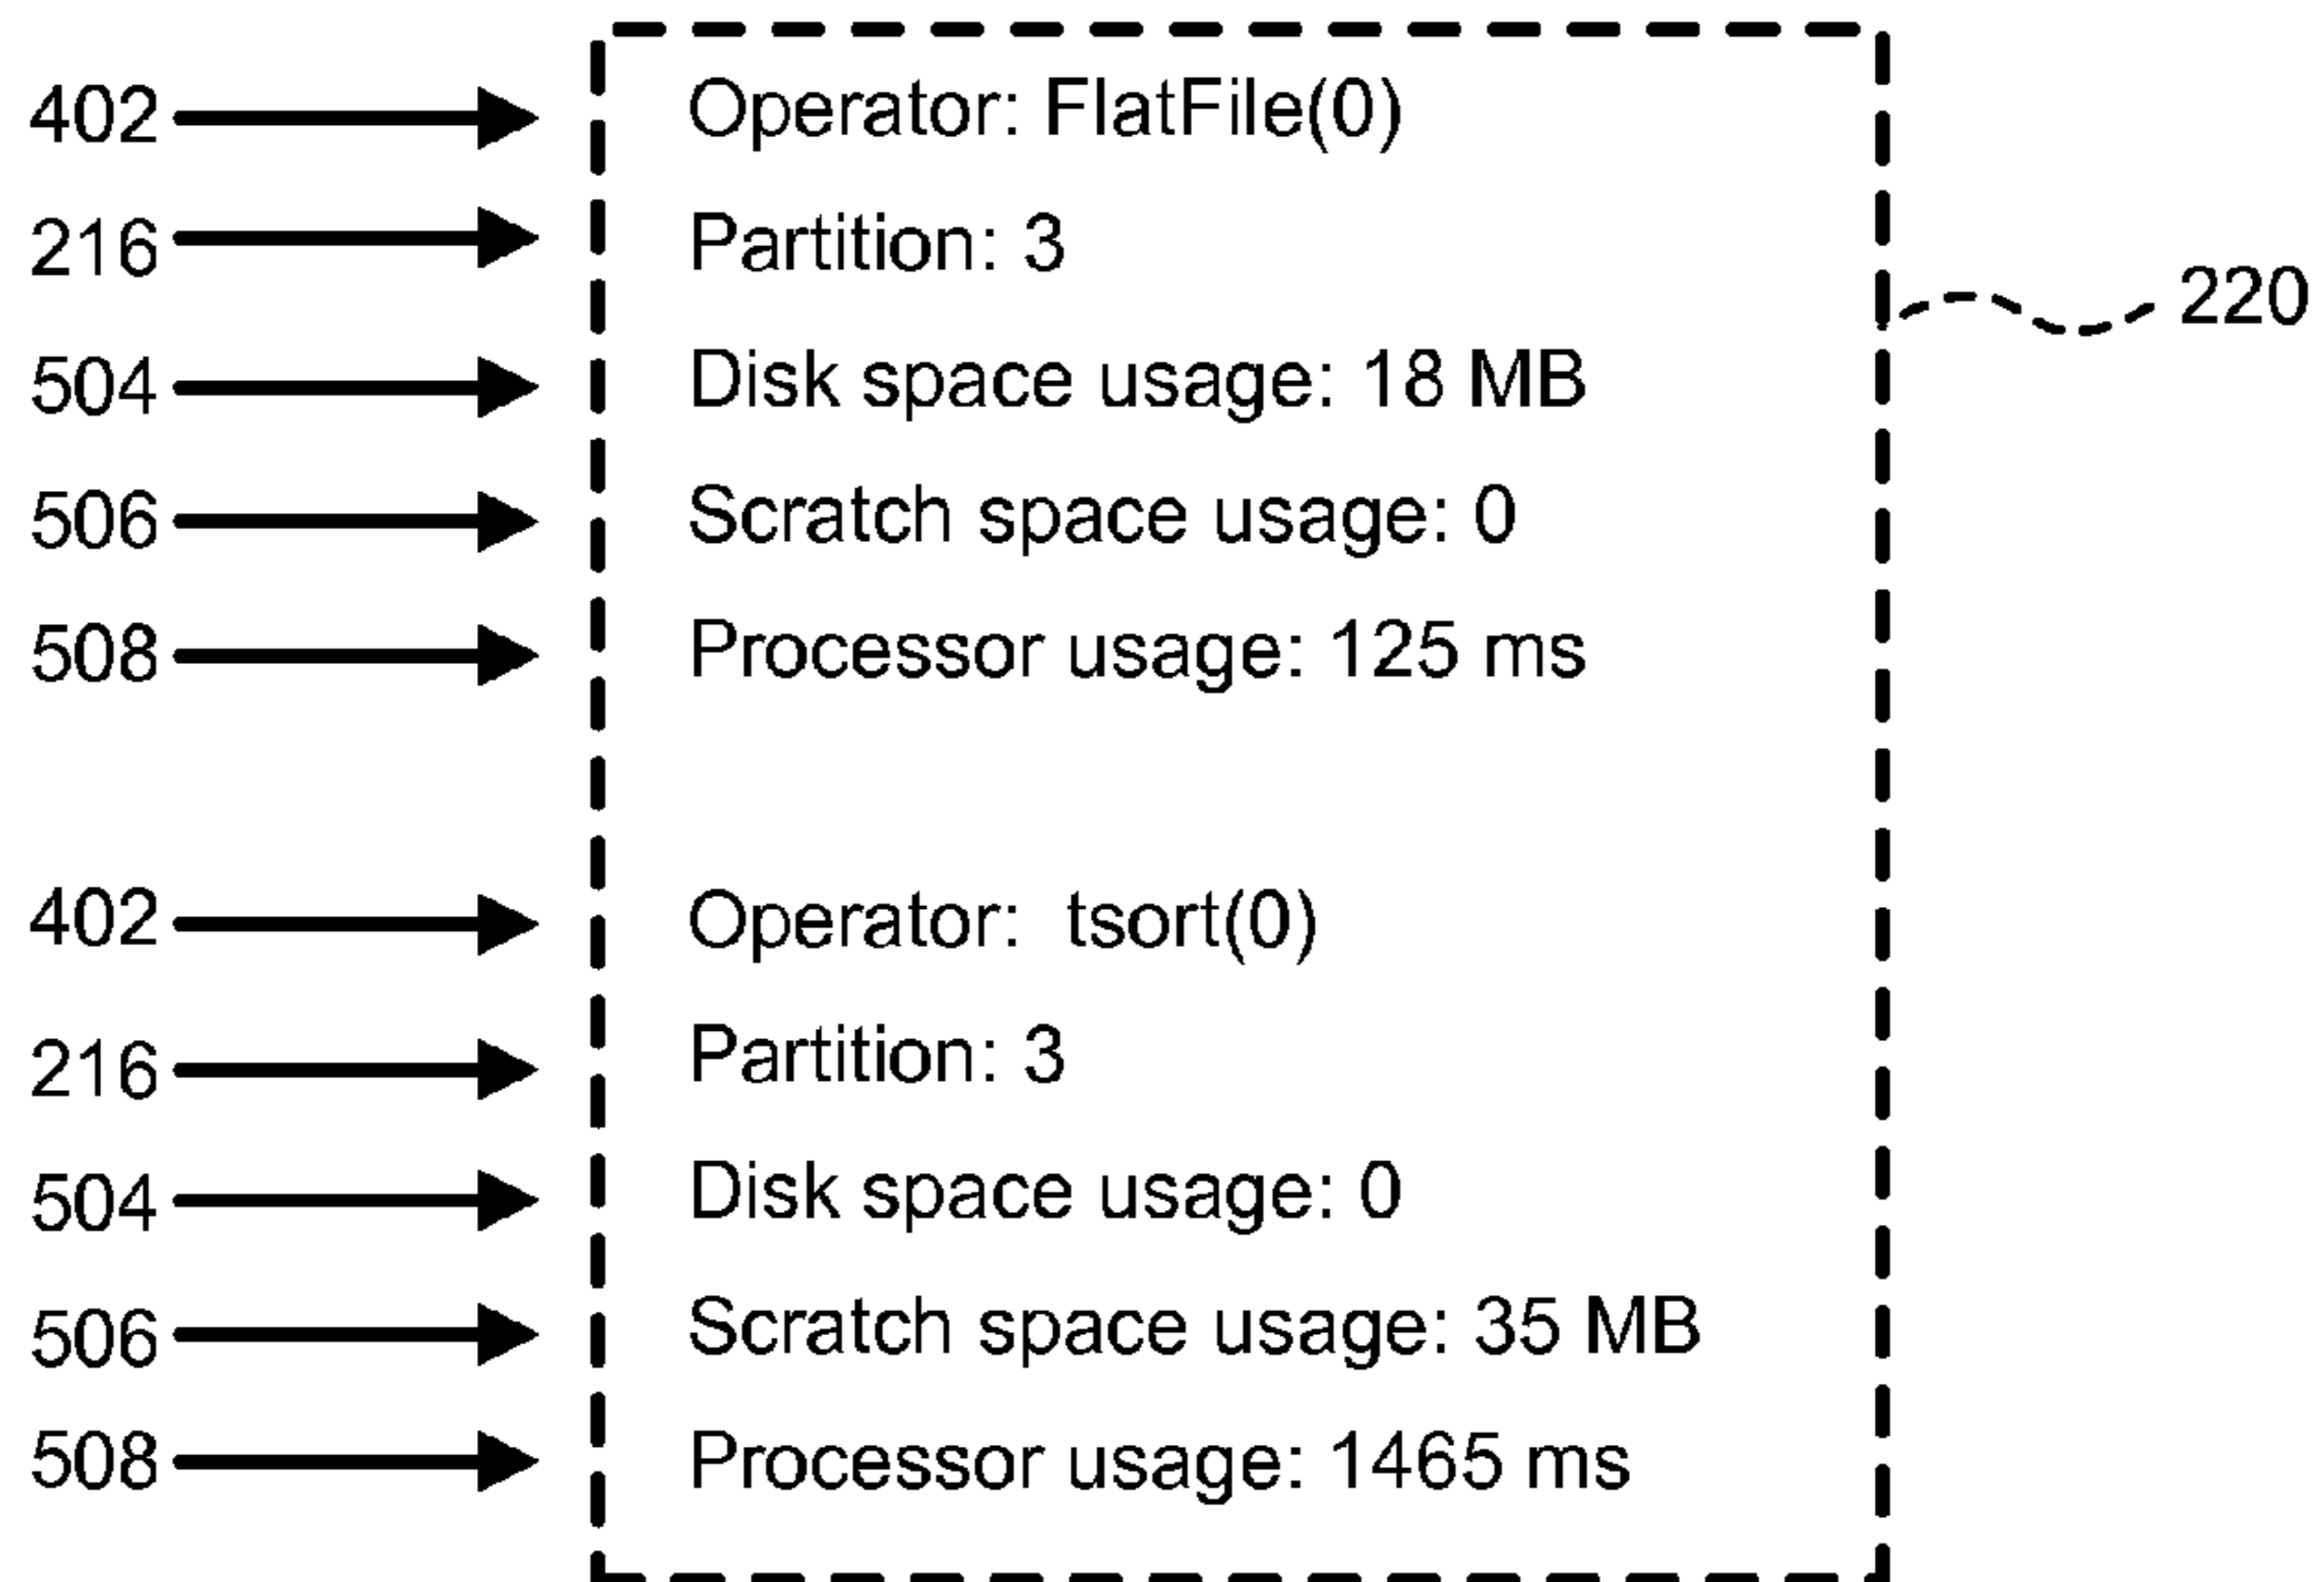 402 Operator: FlatFile(0)
216 Partition: 3
220
504 Disk space usage: 18 MB
506 Scratch space usage: 0
508 Processor usage: 125 ms
402 Operator: tsort(0)
216 Partition: 3
504 Disk space usage: 0
506 Scratch space usage: 35 MB
508 Processor usage: 1465 ms